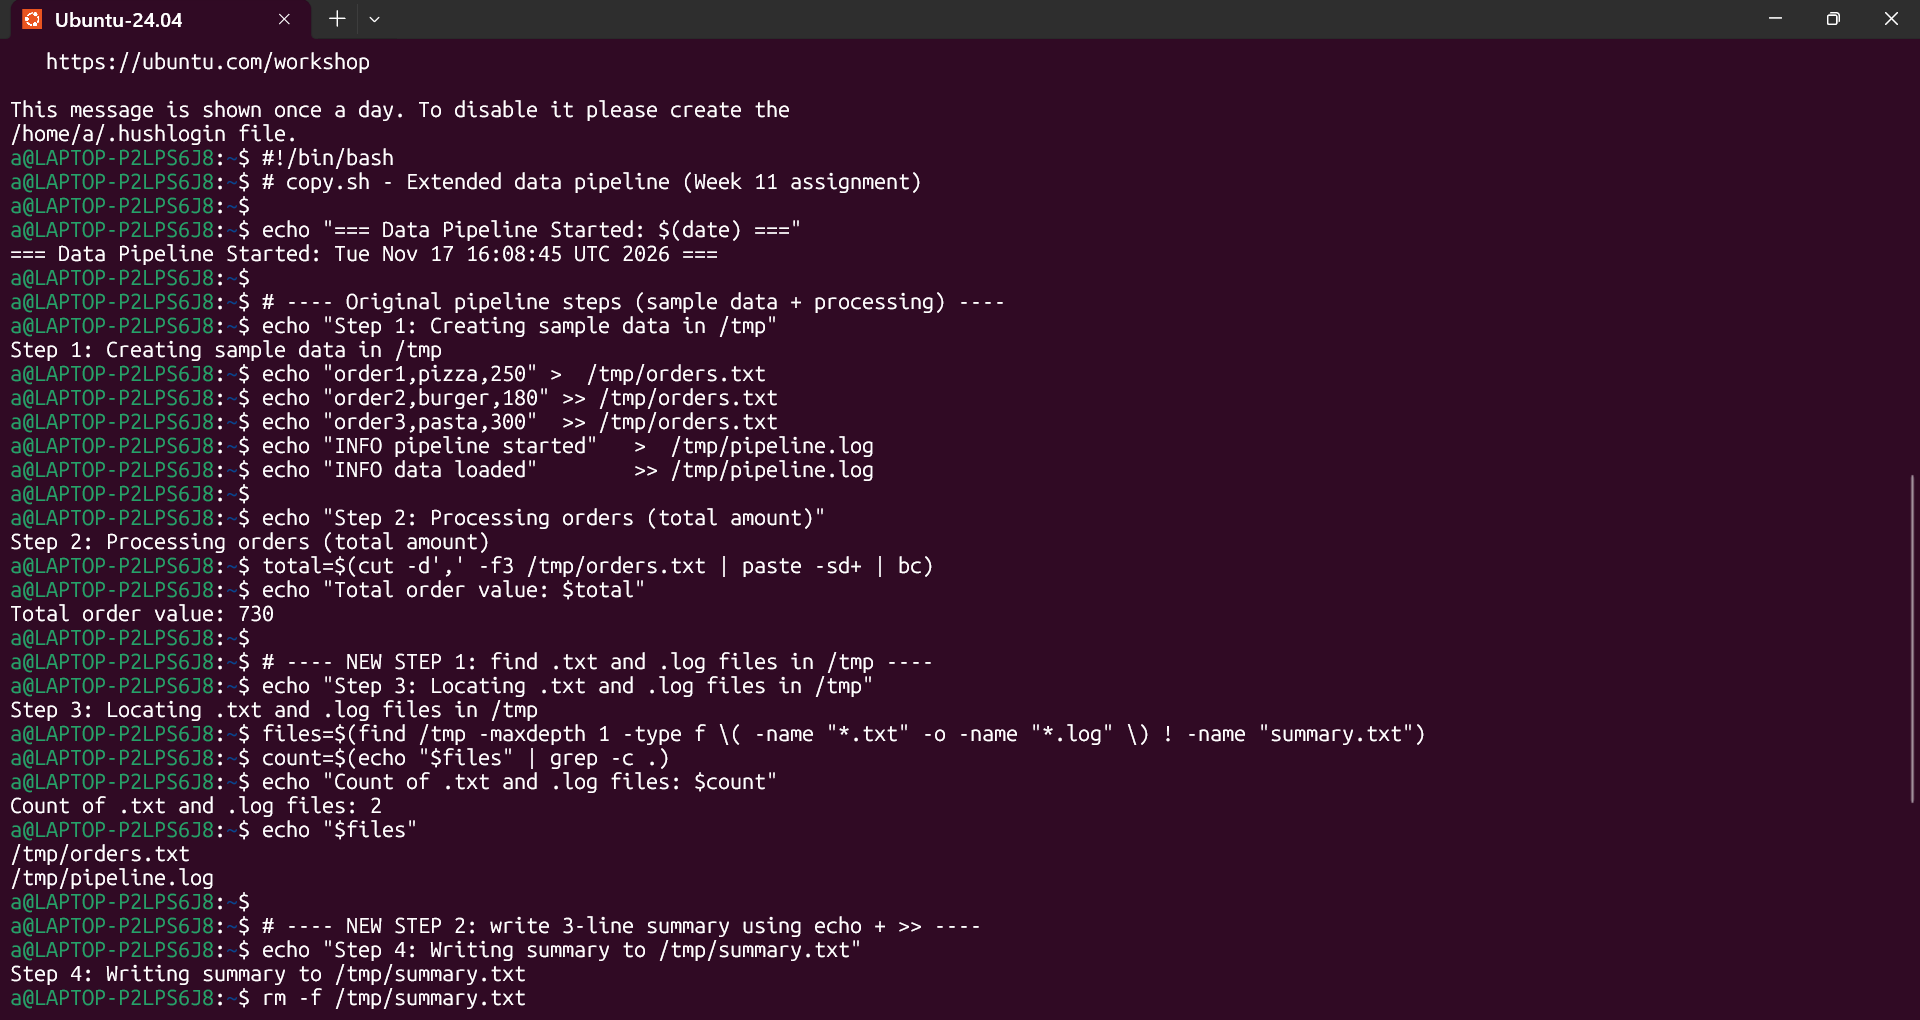 Ubuntu-24.04
https://ubuntu.com/workshop
This message is shown once a day. To disable it please create the
/home/a/.hushlogin file.
a@LAPTOP-P2LPS6J8:~$ #!/bin/bash
a@LAPTOP-P2LPS6J8:~$ # copy.sh - Extended data pipeline (Week 11 assignment)
a@LAPTOP-P2LPS6J8:~$
a@LAPTOP-P2LPS6J8:~$ echo "=== Data Pipeline Started: $(date) ==="
=== Data Pipeline Started: Tue Nov 17 16:08:45 UTC 2026 ===
a@LAPTOP-P2LPS6J8:~$
a@LAPTOP-P2LPS6J8:~$ # ---- Original pipeline steps (sample data + processing) ----
a@LAPTOP-P2LPS6J8:~$ echo "Step 1: Creating sample data in /tmp"
Step 1: Creating sample data in /tmp
a@LAPTOP-P2LPS6J8:~$ echo "order1,pizza,250" >  /tmp/orders.txt
a@LAPTOP-P2LPS6J8:~$ echo "order2,burger,180" >> /tmp/orders.txt
a@LAPTOP-P2LPS6J8:~$ echo "order3,pasta,300"  >> /tmp/orders.txt
a@LAPTOP-P2LPS6J8:~$ echo "INFO pipeline started"   >  /tmp/pipeline.log
a@LAPTOP-P2LPS6J8:~$ echo "INFO data loaded"        >> /tmp/pipeline.log
a@LAPTOP-P2LPS6J8:~$
a@LAPTOP-P2LPS6J8:~$ echo "Step 2: Processing orders (total amount)"
Step 2: Processing orders (total amount)
a@LAPTOP-P2LPS6J8:~$ total=$(cut -d',' -f3 /tmp/orders.txt | paste -sd+ | bc)
a@LAPTOP-P2LPS6J8:~$ echo "Total order value: $total"
Total order value: 730
a@LAPTOP-P2LPS6J8:~$
a@LAPTOP-P2LPS6J8:~$ # ---- NEW STEP 1: find .txt and .log files in /tmp ----
a@LAPTOP-P2LPS6J8:~$ echo "Step 3: Locating .txt and .log files in /tmp"
Step 3: Locating .txt and .log files in /tmp
a@LAPTOP-P2LPS6J8:~$ files=$(find /tmp -maxdepth 1 -type f \( -name "*.txt" -o -name "*.log" \) ! -name "summary.txt")
a@LAPTOP-P2LPS6J8:~$ count=$(echo "$files" | grep -c .)
a@LAPTOP-P2LPS6J8:~$ echo "Count of .txt and .log files: $count"
Count of .txt and .log files: 2
a@LAPTOP-P2LPS6J8:~$ echo "$files"
/tmp/orders.txt
/tmp/pipeline.log
a@LAPTOP-P2LPS6J8:~$
a@LAPTOP-P2LPS6J8:~$ # ---- NEW STEP 2: write 3-line summary using echo + >> ----
a@LAPTOP-P2LPS6J8:~$ echo "Step 4: Writing summary to /tmp/summary.txt"
Step 4: Writing summary to /tmp/summary.txt
a@LAPTOP-P2LPS6J8:~$ rm -f /tmp/summary.txt